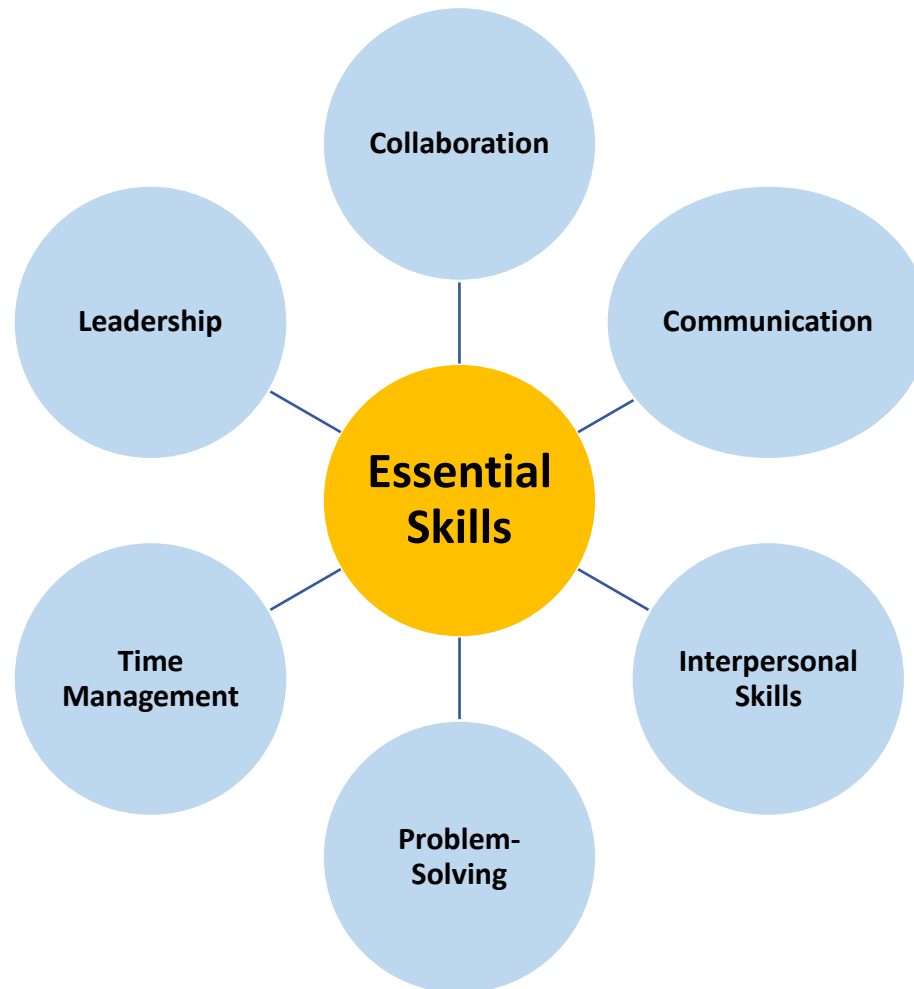 Collaboration
Leadership
Communication
Essential
Skills
Time
Management
Interpersonal
Skills
Problem-
Solving